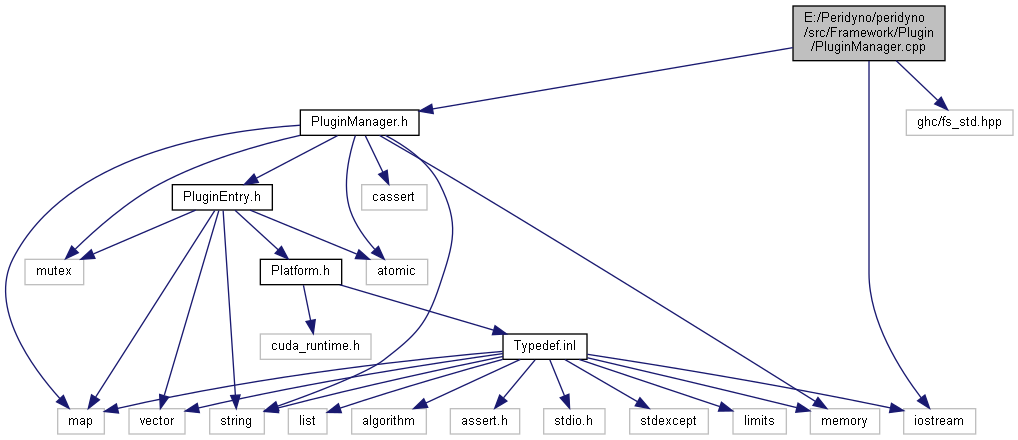 E:/Peridyno/peridyno
/src/Framework/Plugin
/PluginManager.cpp
PluginManager.h
ghc/fs_std.hpp
PluginEntry.h
cassert
mutex
Platform.h
atomic
cuda_runtime.h
Typedef.inl
map
vector
string
list
algorithm
assert.h
stdio.h
stdexcept
limits
memory
iostream